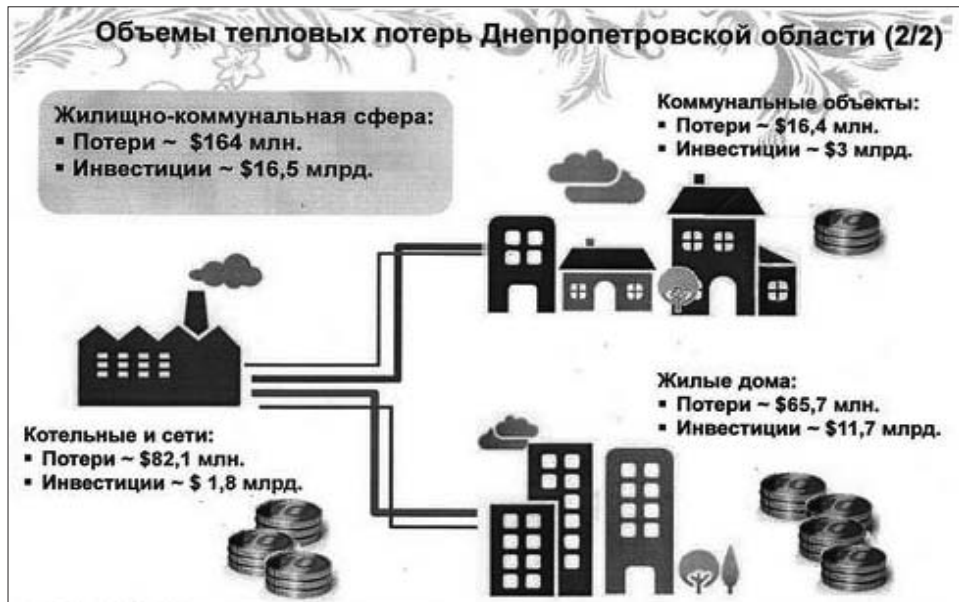 Объемы тепловых потерь Днепропетровской области (2/2)
Жилищно-коммунальная сфера:
▪ Потери ~ $164 млн.
▪ Инвестиции ~ $16,5 млрд.
Коммунальные объекты:
▪ Потери ~ $16,4 млн.
▪ Инвестиции ~ $3 млрд.
Котельные и сети:
▪ Потери ~ $82,1 млн.
▪ Инвестиции ~ $ 1,8 млрд.
Жилые дома:
▪ Потери ~ $65,7 млн.
▪ Инвестиции ~ $11,7 млрд.